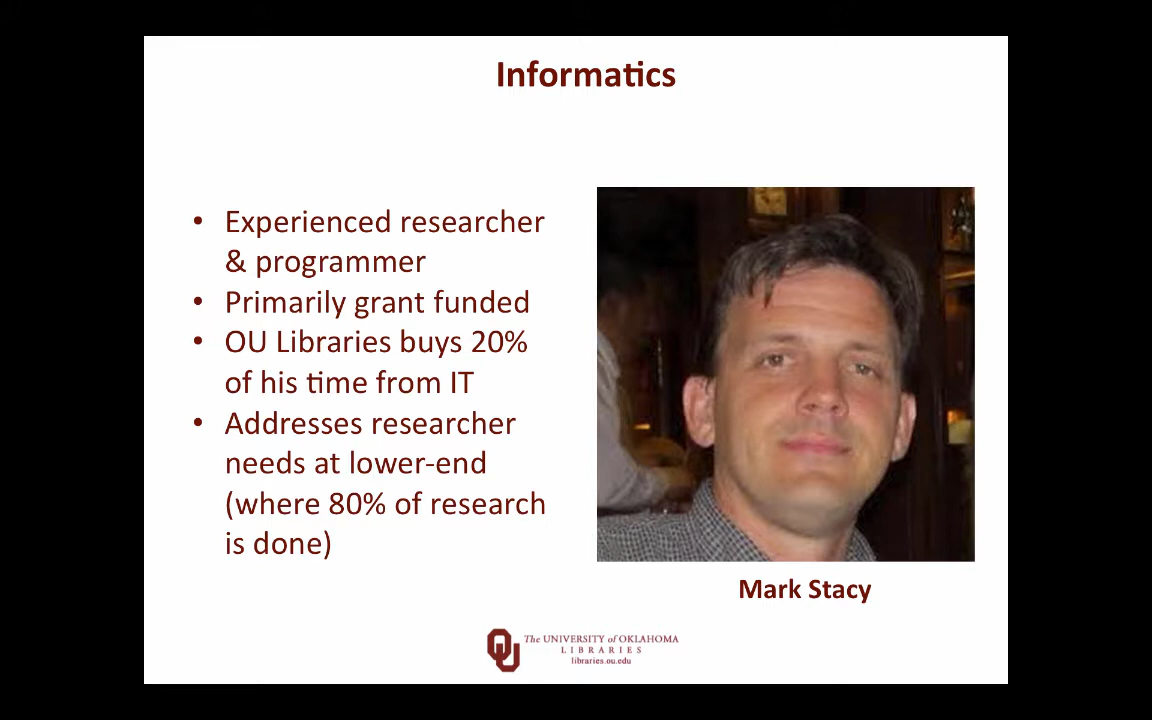 Informatics
• Experienced researcher
& programmer
• Primarily grant funded
• OU Libraries buys 20%
of his time from IT
• Addresses researcher
needs at lower-end
(where 80% of research
is done)
Mark Stacy
OU
The UNIVERSITY of OKLAHOMA
LIBRARIES
libraries.ou.edu